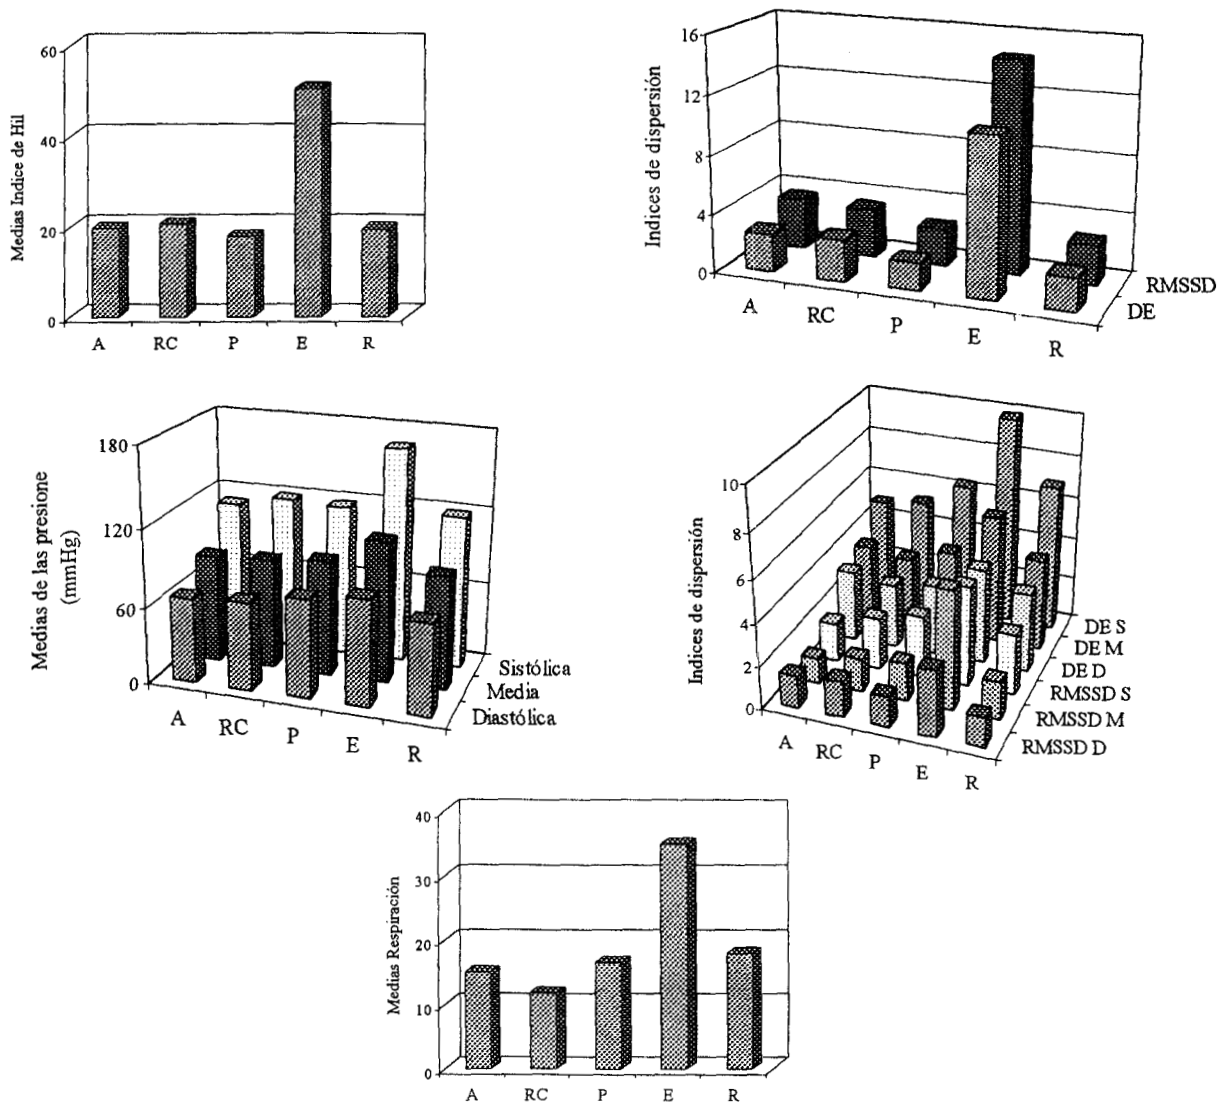 Medias Indice de Hil
60
40
20
0
A RC P E R
Indices de dispersión
16
12
8
4
0
A RC P E R
RMSSD
DE
Medias de las presione
(mmHg)
180
120
60
0
A RC P E R
Sistólica
Media
Diastólica
Indices de dispersión
10
8
6
4
2
0
A RC P E R
DE S
DE M
DE D
RMSSD S
RMSSD M
RMSSD D
Medias Respiración
40
30
20
10
0
A RC P E R